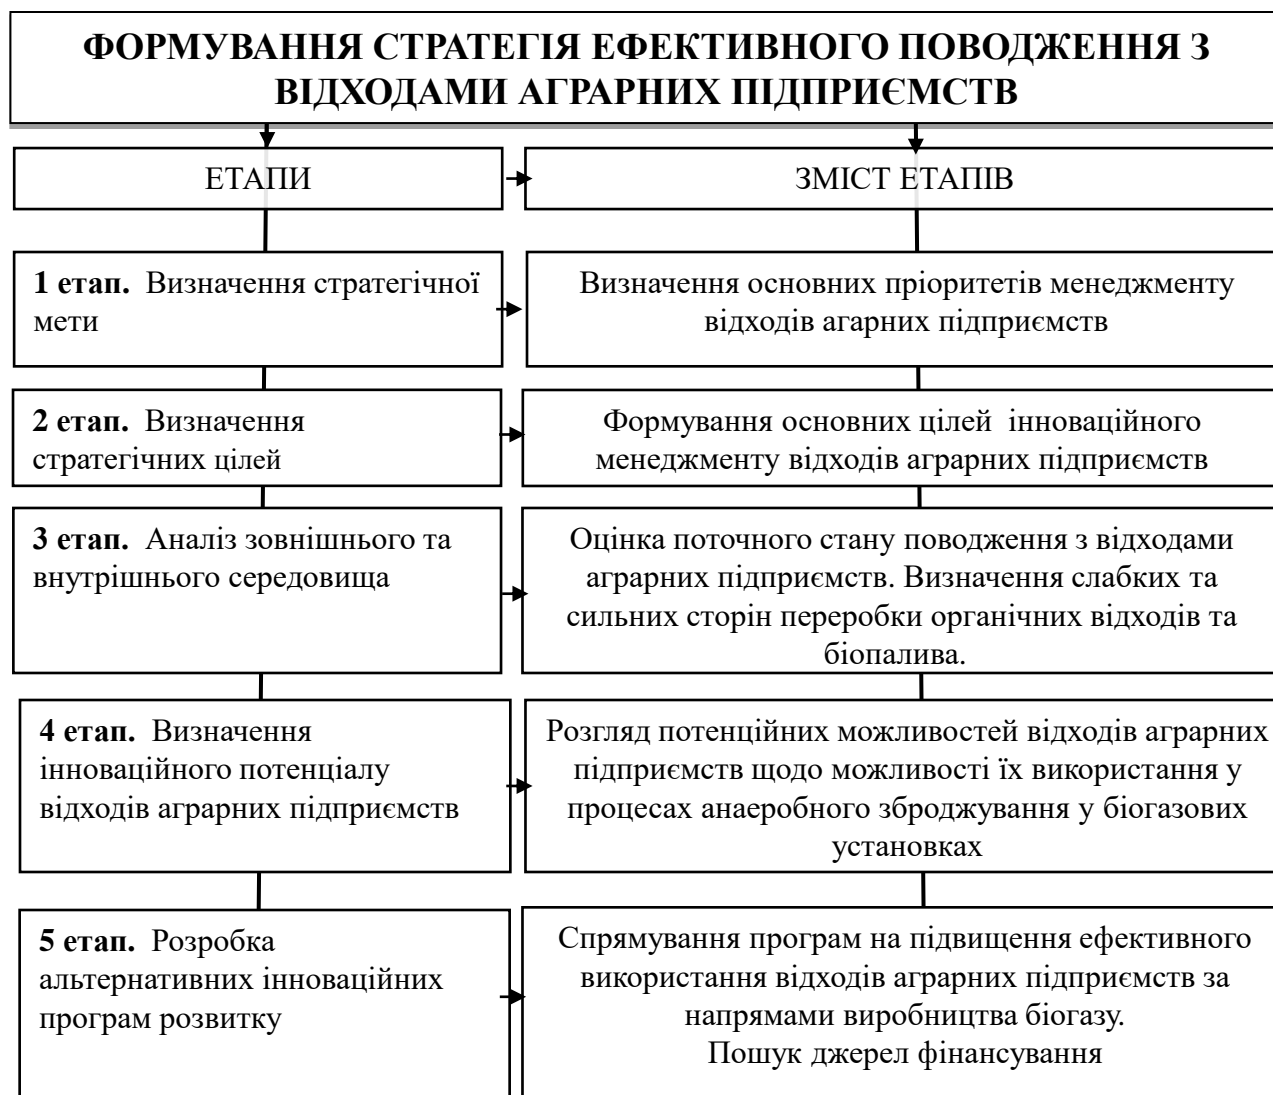 ФОРМУВАННЯ СТРАТЕГІЯ ЕФЕКТИВНОГО ПОВОДЖЕННЯ З
ВІДХОДАМИ АГРАРНИХ ПІДПРИЄМСТВ
ЕТАПИ
ЗМІСТ ЕТАПІВ
1 етап. Визначення стратегічної
мети
Визначення основних пріоритетів менеджменту
відходів агарних підприємств
2 етап. Визначення
стратегічних цілей
Формування основних цілей інноваційного
менеджменту відходів аграрних підприємств
3 етап. Аналіз зовнішнього та
внутрішнього середовища
Оцінка поточного стану поводження з відходами
аграрних підприємств. Визначення слабких та
сильних сторін переробки органічних відходів та
біопалива.
4 етап. Визначення
інноваційного потенціалу
відходів аграрних підприємств
Розгляд потенційних можливостей відходів аграрних
підприємств щодо можливості їх використання у
процесах анаеробного зброджування у біогазових
установках
5 етап. Розробка
альтернативних інноваційних
програм розвитку
Спрямування програм на підвищення ефективного
використання відходів аграрних підприємств за
напрямами виробництва біогазу.
Пошук джерел фінансування